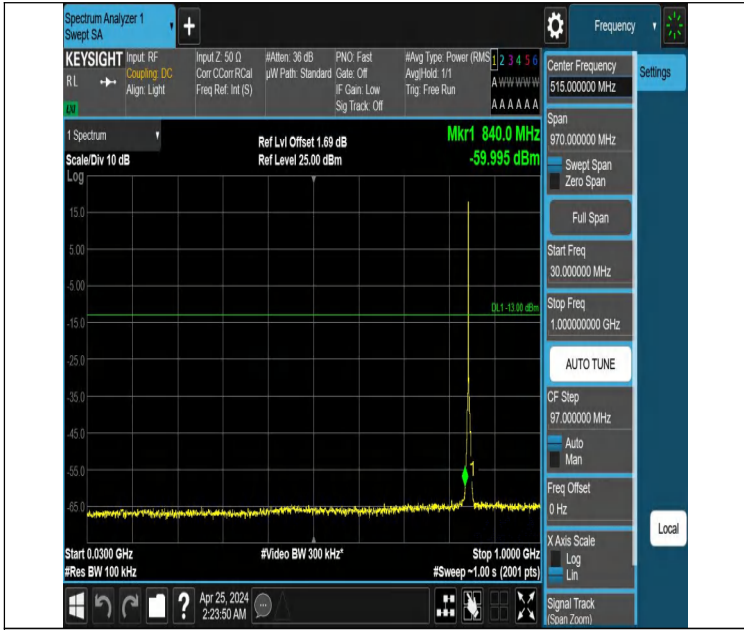 Spectrum Analyzer 1
Swept SA
+
Frequency
KEYSIGHT
RL
Input: RF
Coupling: DC
Align: Light
Input Z: 50 Ω
Corr CCorr RCal
Freq Ref: Int (S)
#Atten: 36 dB
µW Path: Standard
PNO: Fast
Gate: Off
IF Gain: Low
Sig Track: Off
#Avg Type: Power (RMS
Avg|Hold: 1/1
Trig: Free Run
1 2 3 4 5 6
A W W W W W
A A A A A A
1 Spectrum
Scale/Div 10 dB
Ref Lvl Offset 1.69 dB
Ref Level 25.00 dBm
Mkr1 840.0 MHz
-59.995 dBm
Log
15.0
5.00
-5.00
-15.0
-25.0
-35.0
-45.0
-55.0
-65.0
DL1 -13.00 dBm
1
Start 0.0300 GHz
#Res BW 100 kHz
#Video BW 300 kHz*
Stop 1.0000 GHz
#Sweep ~1.00 s (2001 pts)
?
Apr 25, 2024
2:23:50 AM
Center Frequency
515.000000 MHz
Settings
Span
970.000000 MHz
Swept Span
Zero Span
Full Span
Start Freq
30.000000 MHz
Stop Freq
1.000000000 GHz
AUTO TUNE
CF Step
97.000000 MHz
Auto
Man
Freq Offset
0 Hz
Local
X Axis Scale
Log
Lin
Signal Track
(Span Zoom)